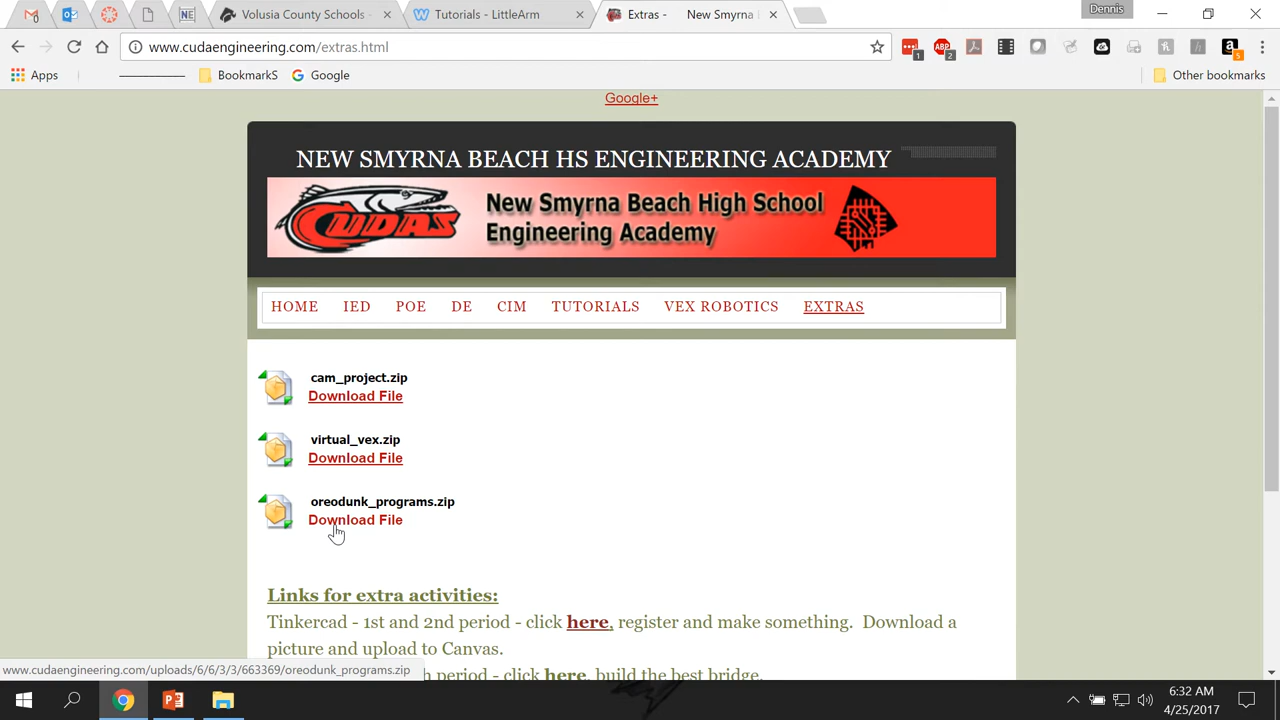 Volusia County Schools -
Tutorials - LittleArm
Extras - New Smyrna
Dennis
www.cudaengineering.com/extras.html
1
ABP
2
h
h
a
5
Apps
BookmarkS
Google
Other bookmarks
Google+
NEW SMYRNA BEACH HS ENGINEERING ACADEMY
CUDAS
New Smyrna Beach High School
Engineering Academy
HOME IED POE DE CIM TUTORIALS VEX ROBOTICS EXTRAS
cam_project.zip
Download File
virtual_vex.zip
Download File
oreodunk_programs.zip
Download File
Links for extra activities:
Tinkercad - 1st and 2nd period - click here, register and make something. Download a
picture and upload to Canvas.
period - click here, build the best bridge.
www.cudaengineering.com/uploads/6/6/3/3/663369/oreodunk_programs.zip
6:32 AM
4/25/2017